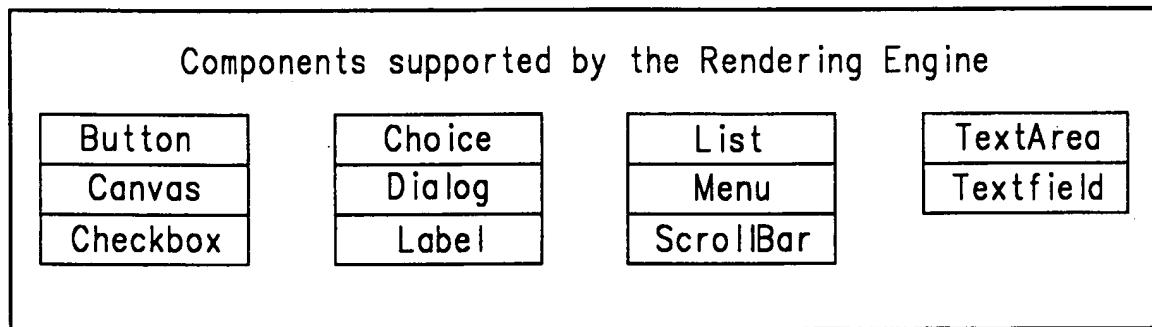 Components supported by the Rendering Engine
Button
Canvas
Checkbox
Choice
Dialog
Label
List
Menu
ScrollBar
TextArea
Textfield